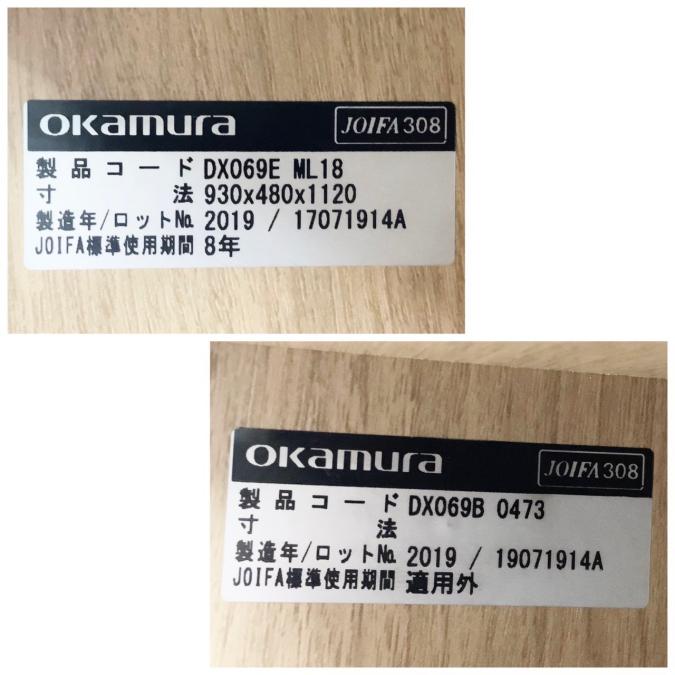 okamura JOIFA308
製品コード DX069E ML18
寸法 930x480x1120
製造年/ロット№ 2019 / 17071914A
JOIFA標準使用期間 8年
okamura JOIFA308
製品コード DX069B 0473
寸法
製造年/ロット№ 2019 / 19071914A
JOIFA標準使用期間 適用外